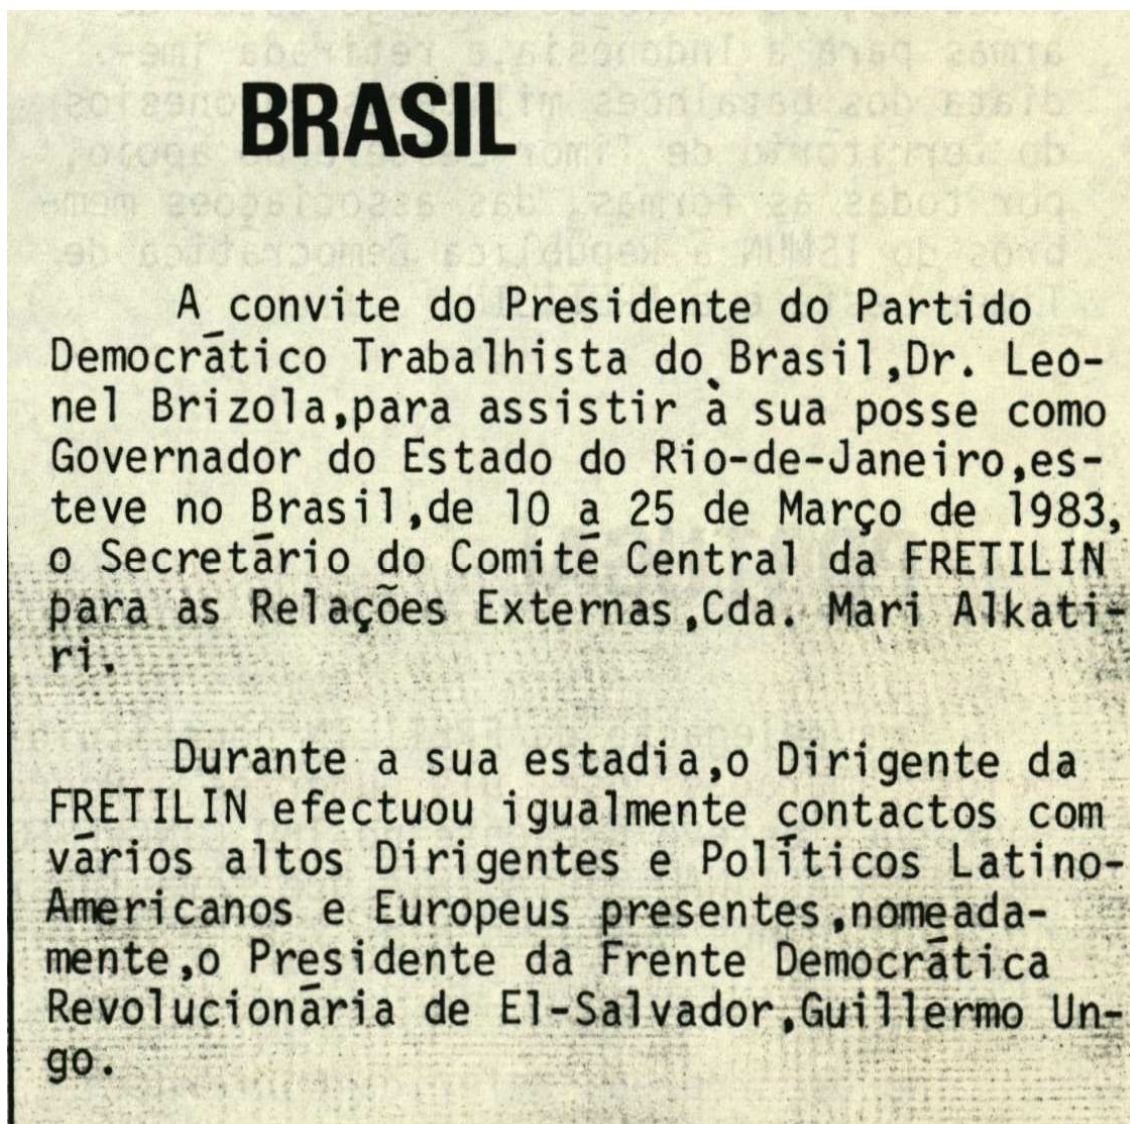 BRASIL
A convite do Presidente do Partido
Democrático Trabalhista do Brasil,Dr. Leo-
nel Brizola,para assistir à sua posse como
Governador do Estado do Rio-de-Janeiro,es-
teve no Brasil,de 10 a 25 de Março de 1983,
o Secretário do Comité Central da FRETILIN
para as Relações Externas,Cda. Mari Alkati-
ri.
Durante a sua estadia,o Dirigente da
FRETILIN efectuou igualmente contactos com
vários altos Dirigentes e Políticos Latino-
Americanos e Europeus presentes,nomeada-
mente,o Presidente da Frente Democrática
Revolucionária de El-Salvador,Guillermo Un-
go.